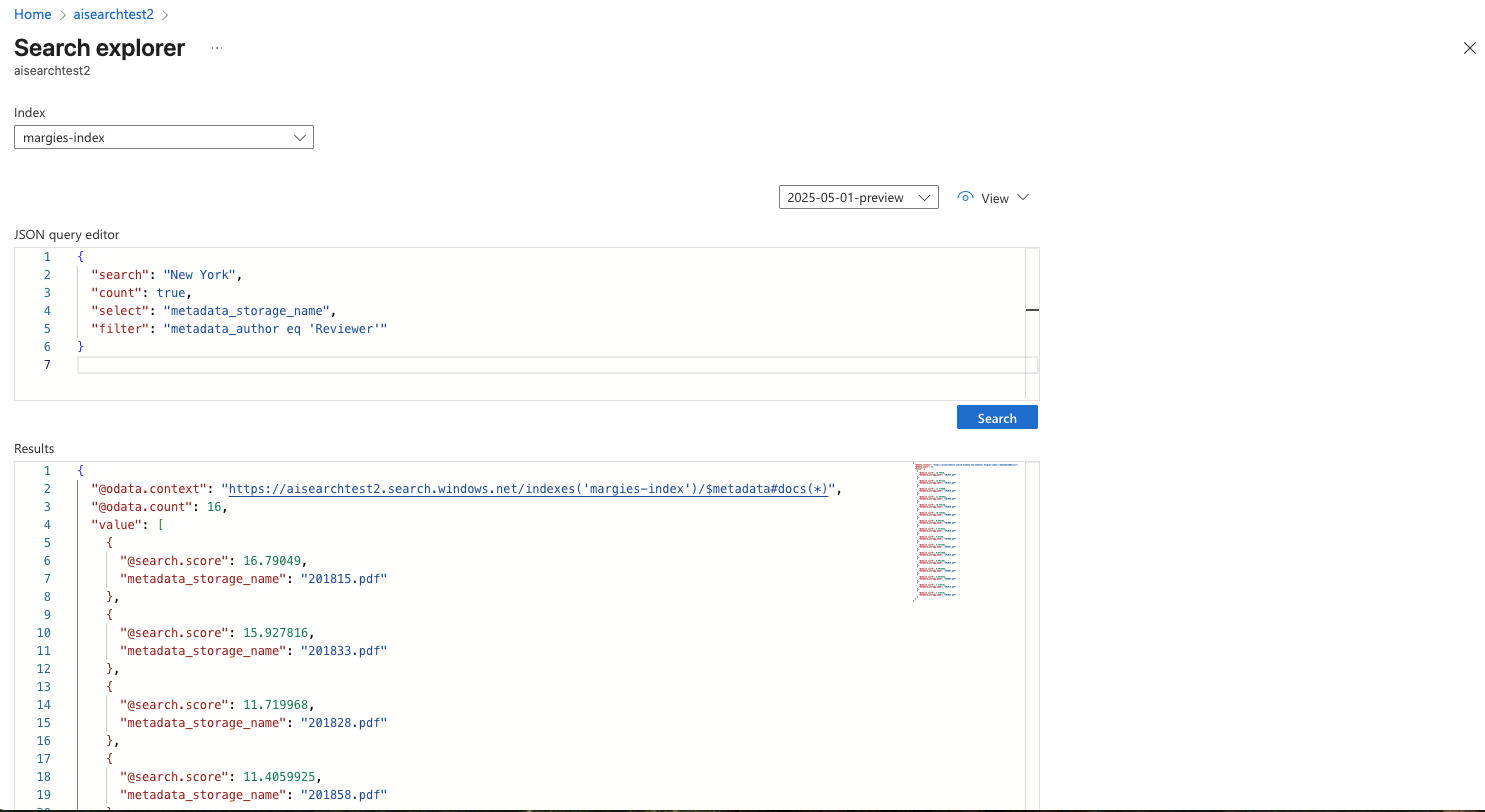 Home > aisearchtest2 >
Search explorer ...
aisearchtest2
Index
margies-index
2025-05-01-preview View
JSON query editor
1 {
2 "search": "New York",
3 "count": true,
4 "select": "metadata_storage_name",
5 "filter": "metadata_author eq 'Reviewer'"
6 }
7
Search
Results
1 {
2 "@odata.context": "https://aisearchtest2.search.windows.net/indexes('margies-index')/$metadata#docs(*)",
3 "@odata.count": 16,
4 "value": [
5 {
6 "@search.score": 16.79049,
7 "metadata_storage_name": "201815.pdf"
8 },
9 {
10 "@search.score": 15.927816,
11 "metadata_storage_name": "201833.pdf"
12 },
13 {
14 "@search.score": 11.719968,
15 "metadata_storage_name": "201828.pdf"
16 },
17 {
18 "@search.score": 11.4059925,
19 "metadata_storage_name": "201858.pdf"